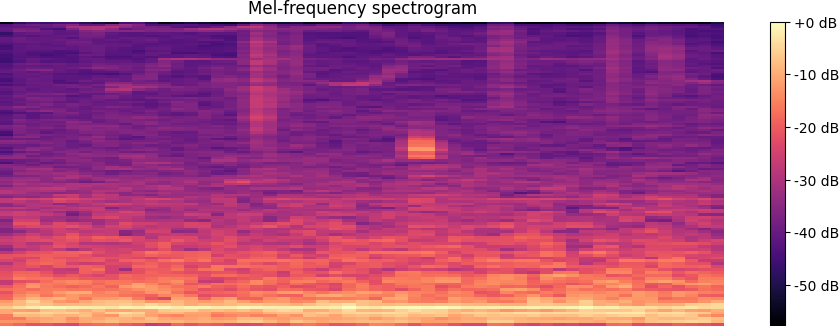 Mel-frequency spectrogram
+0 dB
-10 dB
-20 dB
-30 dB
-40 dB
-50 dB